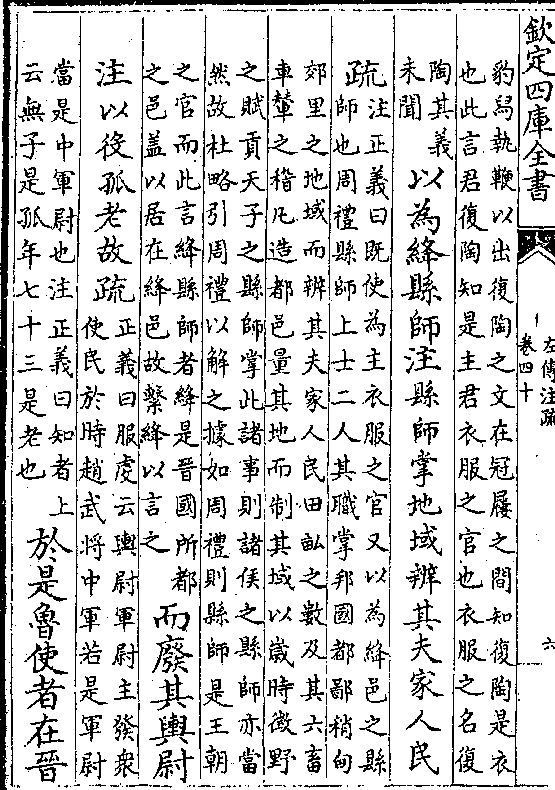 欽定四庫全書
左傳注疏
卷四十
六
豹舄執鞭以出復陶之文在冠屨之間知復陶是衣
也此言君復陶知是主君衣服之官也衣服之名復
陶其義
未聞
以為絳縣師注縣師掌地域辨其夫家人民
疏
注正義曰既使為主衣服之官又以為絳邑之縣
師也周禮縣師上士二人其職掌邦國都鄙稍甸
郊里之地域而辨其夫家人民田畝之數及其六畜
車輦之稽凡造都邑量其地而制其域以歲時徵野
之賦貢天子之縣師掌此諸事則諸侯之縣師亦當
然故杜略引周禮以解之據如周禮則縣師是王朝
之官而此言絳縣師者絳是晉國所都
之邑盖以居在絳邑故繫絳以言之
而廢其輿尉
注以役孤老故疏
正義曰服虔云輿尉軍尉主發衆
使民於時趙武將中軍若是軍尉
當是中軍尉也注正義曰知者上
云無子是孤年七十三是老也
於是魯使者在晉